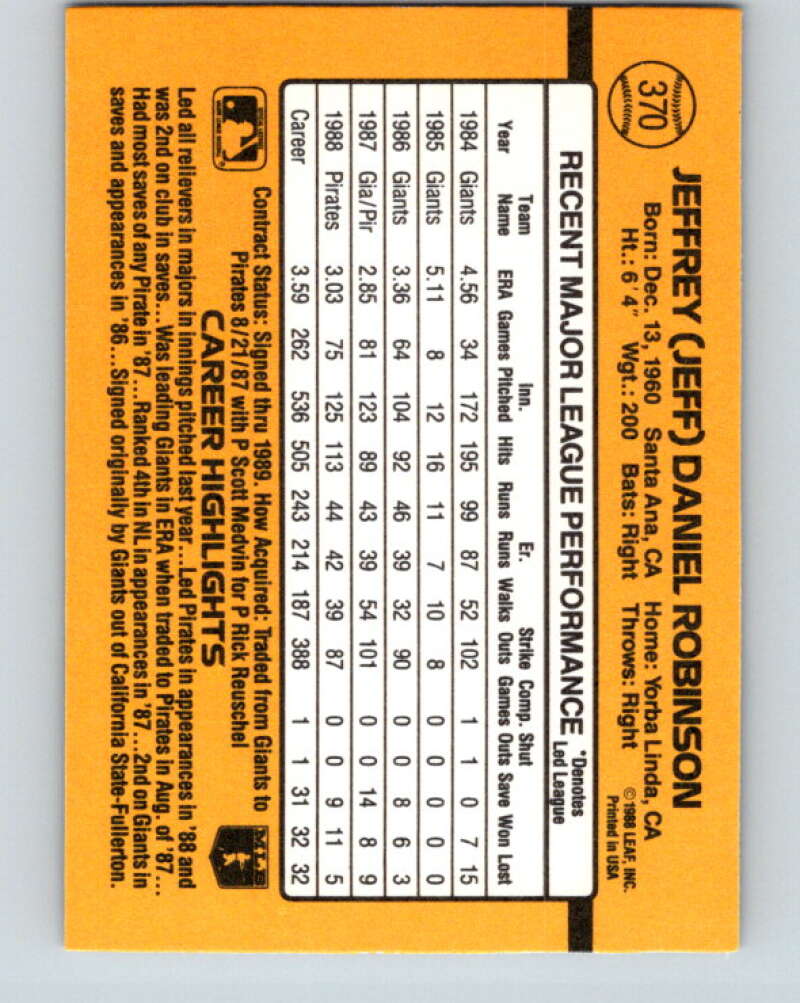 370
JEFFREY (JEFF) DANIEL ROBINSON
Born: Dec. 13, 1960 Santa Ana, CA Home: Yorba Linda, CA
Ht.: 6' 4" Wgt.: 200 Bats: Right Throws: Right
©1988 LEAF, INC.
Printed in USA
RECENT MAJOR LEAGUE PERFORMANCE
*Denotes
Led League
Team Inn. Er. Strike Comp. Shut
Year Name ERA Games Pitched Hits Runs Runs Walks Outs Games Outs Save Won Lost
1984 Giants 4.56 34 172 195 99 87 52 102 1 1 0 7 15
1985 Giants 5.11 8 12 16 11 7 10 8 0 0 0 0 0
1986 Giants 3.36 64 104 92 46 39 32 90 0 0 8 6 3
1987 Gia/Pir 2.85 81 123 89 43 39 54 101 0 0 14 8 9
1988 Pirates 3.03 75 125 113 44 42 39 87 0 0 9 11 5
Career 3.59 262 536 505 243 214 187 388 1 1 31 32 32
Contract Status: Signed thru 1989. How Acquired: Traded from Giants to
Pirates 8/21/87 with P Scott Medvin for P Rick Reuschel
MLB
CAREER HIGHLIGHTS
Led all relievers in majors in innings pitched last year...Led Pirates in appearances in '88 and
was 2nd on club in saves...Was leading Giants in ERA when traded to Pirates in Aug. of '87...
Had most saves of any Pirate in '87...Ranked 4th in NL in appearances in '87...2nd on Giants in
saves and appearances in '86...Signed originally by Giants out of California State-Fullerton.